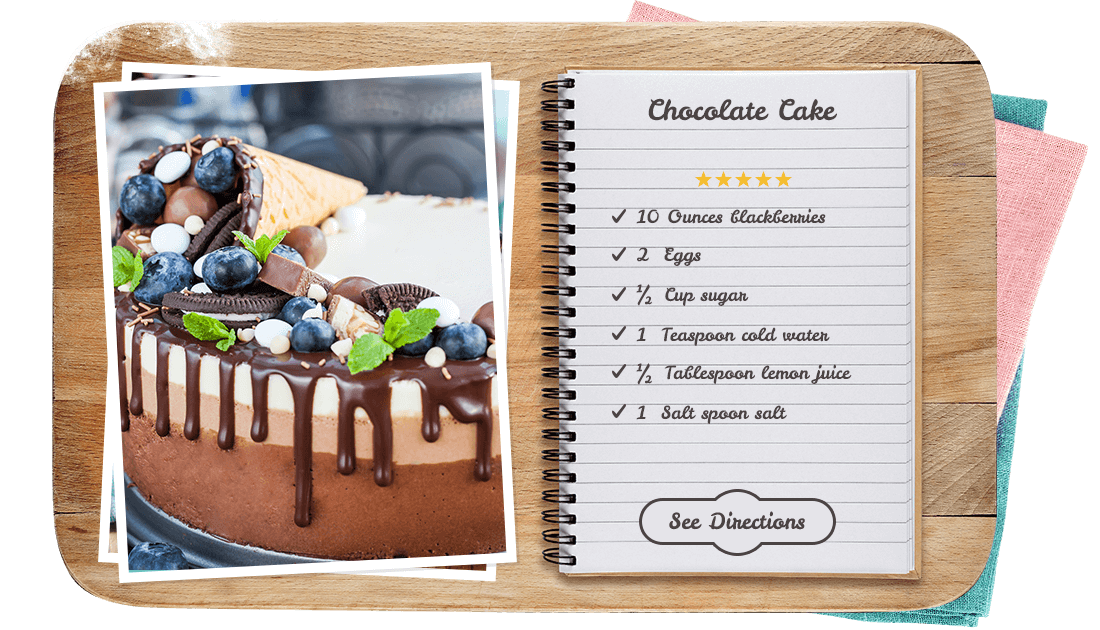 Chocolate Cake
10 Ounces blackberries
2 Eggs
½ Cup sugar
1 Teaspoon cold water
½ Tablespoon lemon juice
1 Salt spoon salt
See Directions